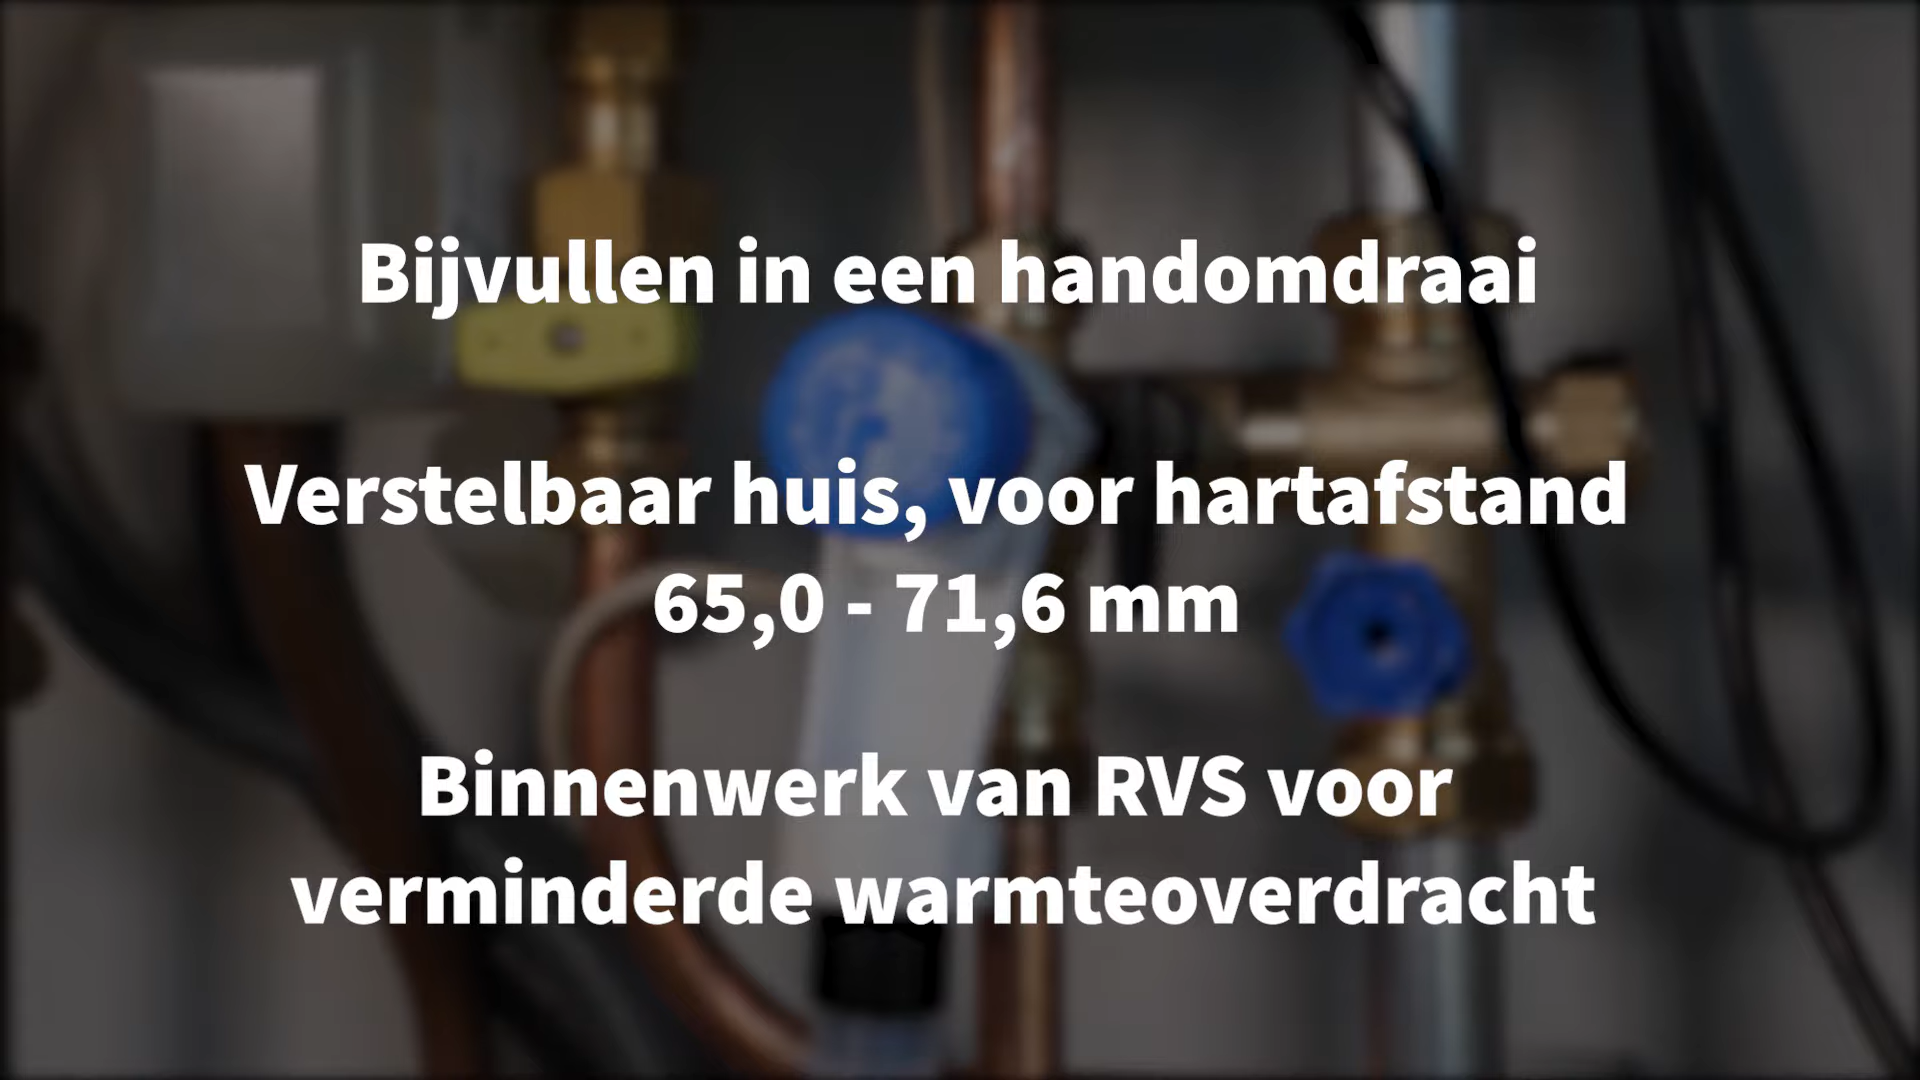 Bijvullen in een handomdraai
Verstelbaar huis, voor hartafstand
65,0 - 71,6 mm
Binnenwerk van RVS voor
verminderde warmteoverdracht